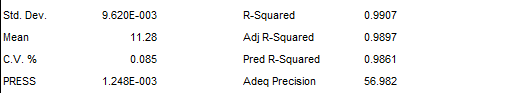 Std. Dev. 9.620E-003 R-Squared 0.9907
Mean 11.28 Adj R-Squared 0.9897
C.V. % 0.085 Pred R-Squared 0.9861
PRESS 1.248E-003 Adeq Precision 56.982